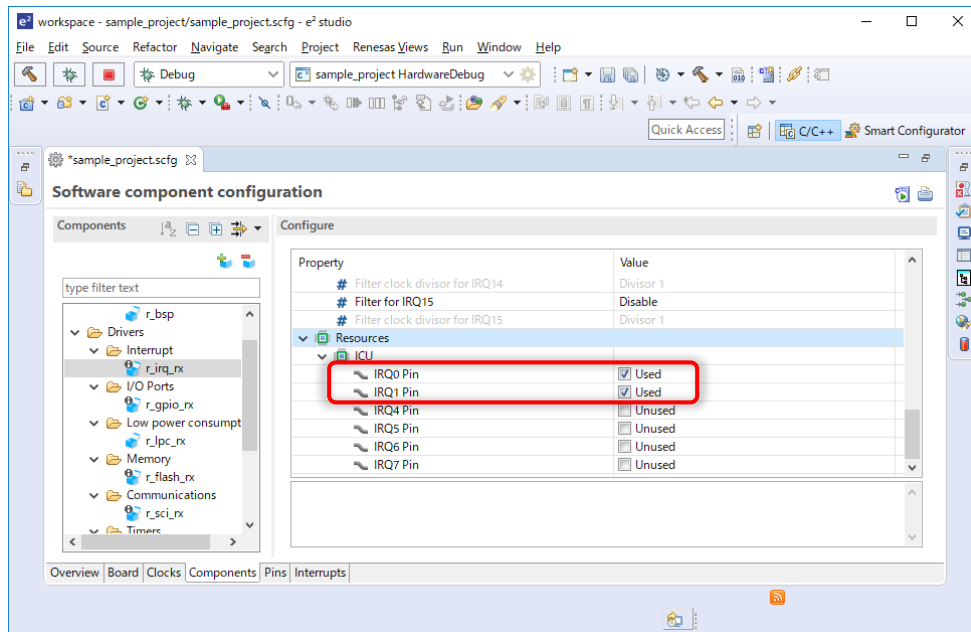 workspace - sample_project/sample_project.scfg - e² studio
File Edit Source Refactor Navigate Search Project Renesas Views Run Window Help
Debug sample_project HardwareDebug
Quick Access C/C++ Smart Configurator
*sample_project.scfg
Software component configuration
Components
type filter text
r_bsp
Drivers
Interrupt
r_irq_rx
I/O Ports
r_gpio_rx
Low power consumpt
r_lpc_rx
Memory
r_flash_rx
Communications
r_sci_rx
Timers
Configure
Property Value
Filter clock divisor for IRQ14 Divisor 1
Filter for IRQ15 Disable
Filter clock divisor for IRQ15 Divisor 1
Resources
ICU
IRQ0 Pin Used
IRQ1 Pin Used
IRQ4 Pin Unused
IRQ5 Pin Unused
IRQ6 Pin Unused
IRQ7 Pin Unused
Overview Board Clocks Components Pins Interrupts